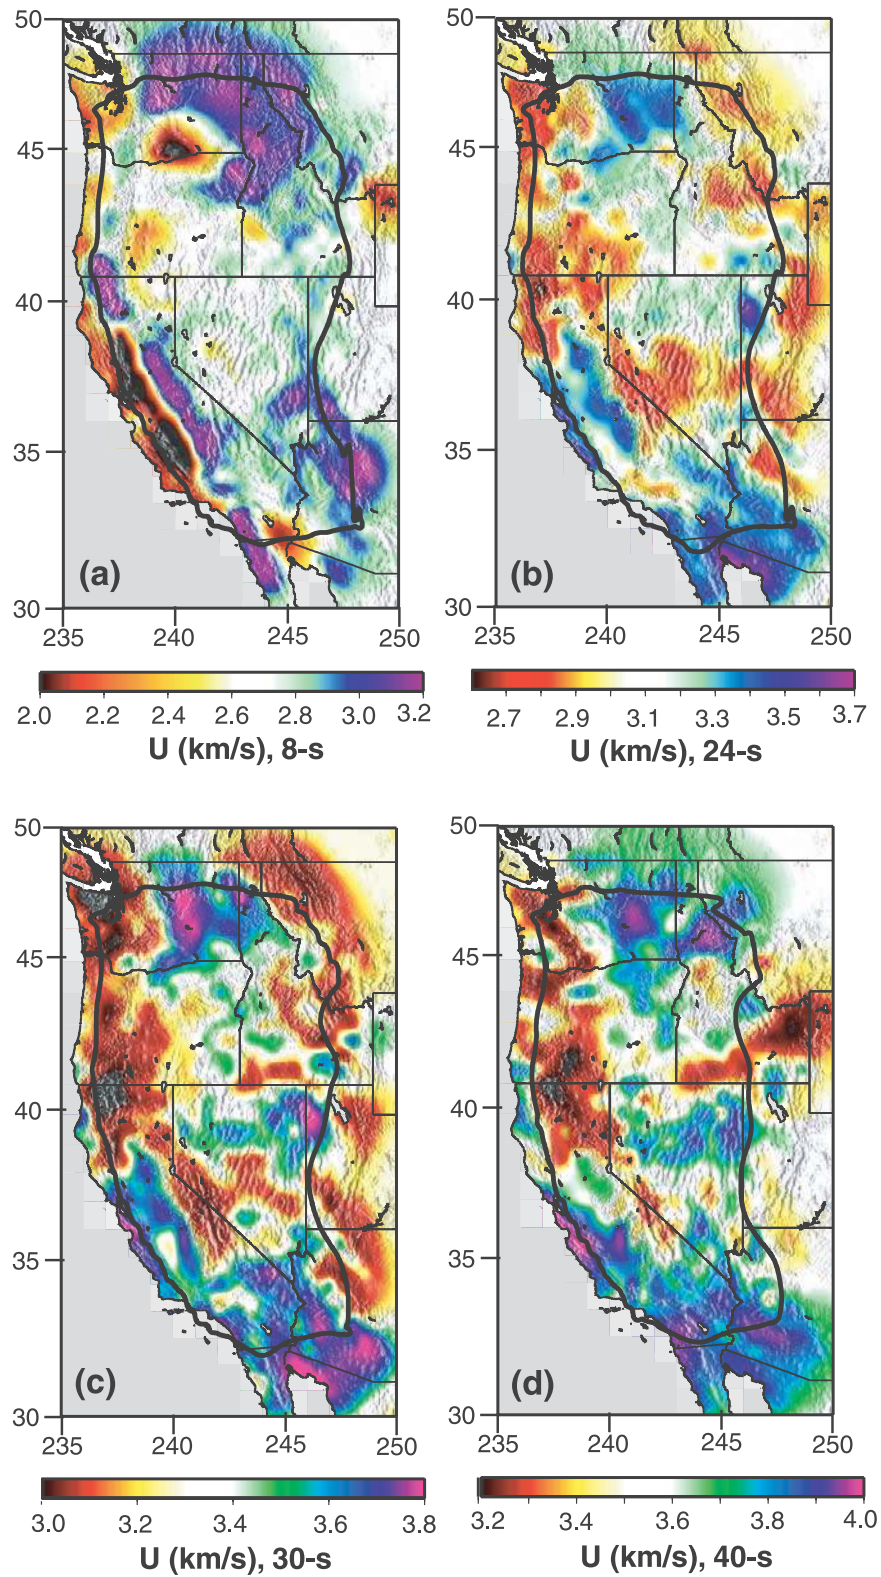 50
45
40
35
30
(a)
235 240 245 250
2.0 2.2 2.4 2.6 2.8 3.0 3.2
U (km/s), 8-s
50
45
40
35
30
(b)
235 240 245 250
2.7 2.9 3.1 3.3 3.5 3.7
U (km/s), 24-s
50
45
40
35
30
(c)
235 240 245 250
3.0 3.2 3.4 3.6 3.8
U (km/s), 30-s
50
45
40
35
30
(d)
235 240 245 250
3.2 3.4 3.6 3.8 4.0
U (km/s), 40-s